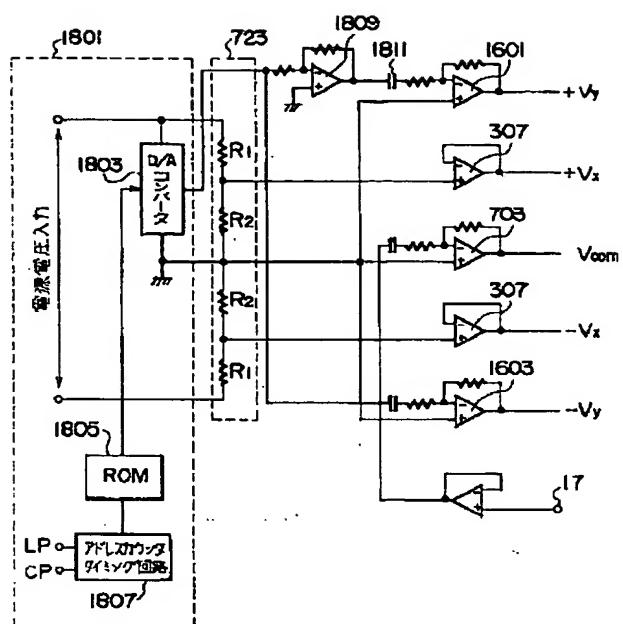 1801
723
1809
1811
1601
+Vy
307
+Vx
1803
D/A
コンバータ
R1
R2
703
Vcom
電源電圧入力
R2
307
-Vx
R1
1603
-Vy
1805
ROM
17
LP
CP
アドレスカウンタ
タイミング回路
1807